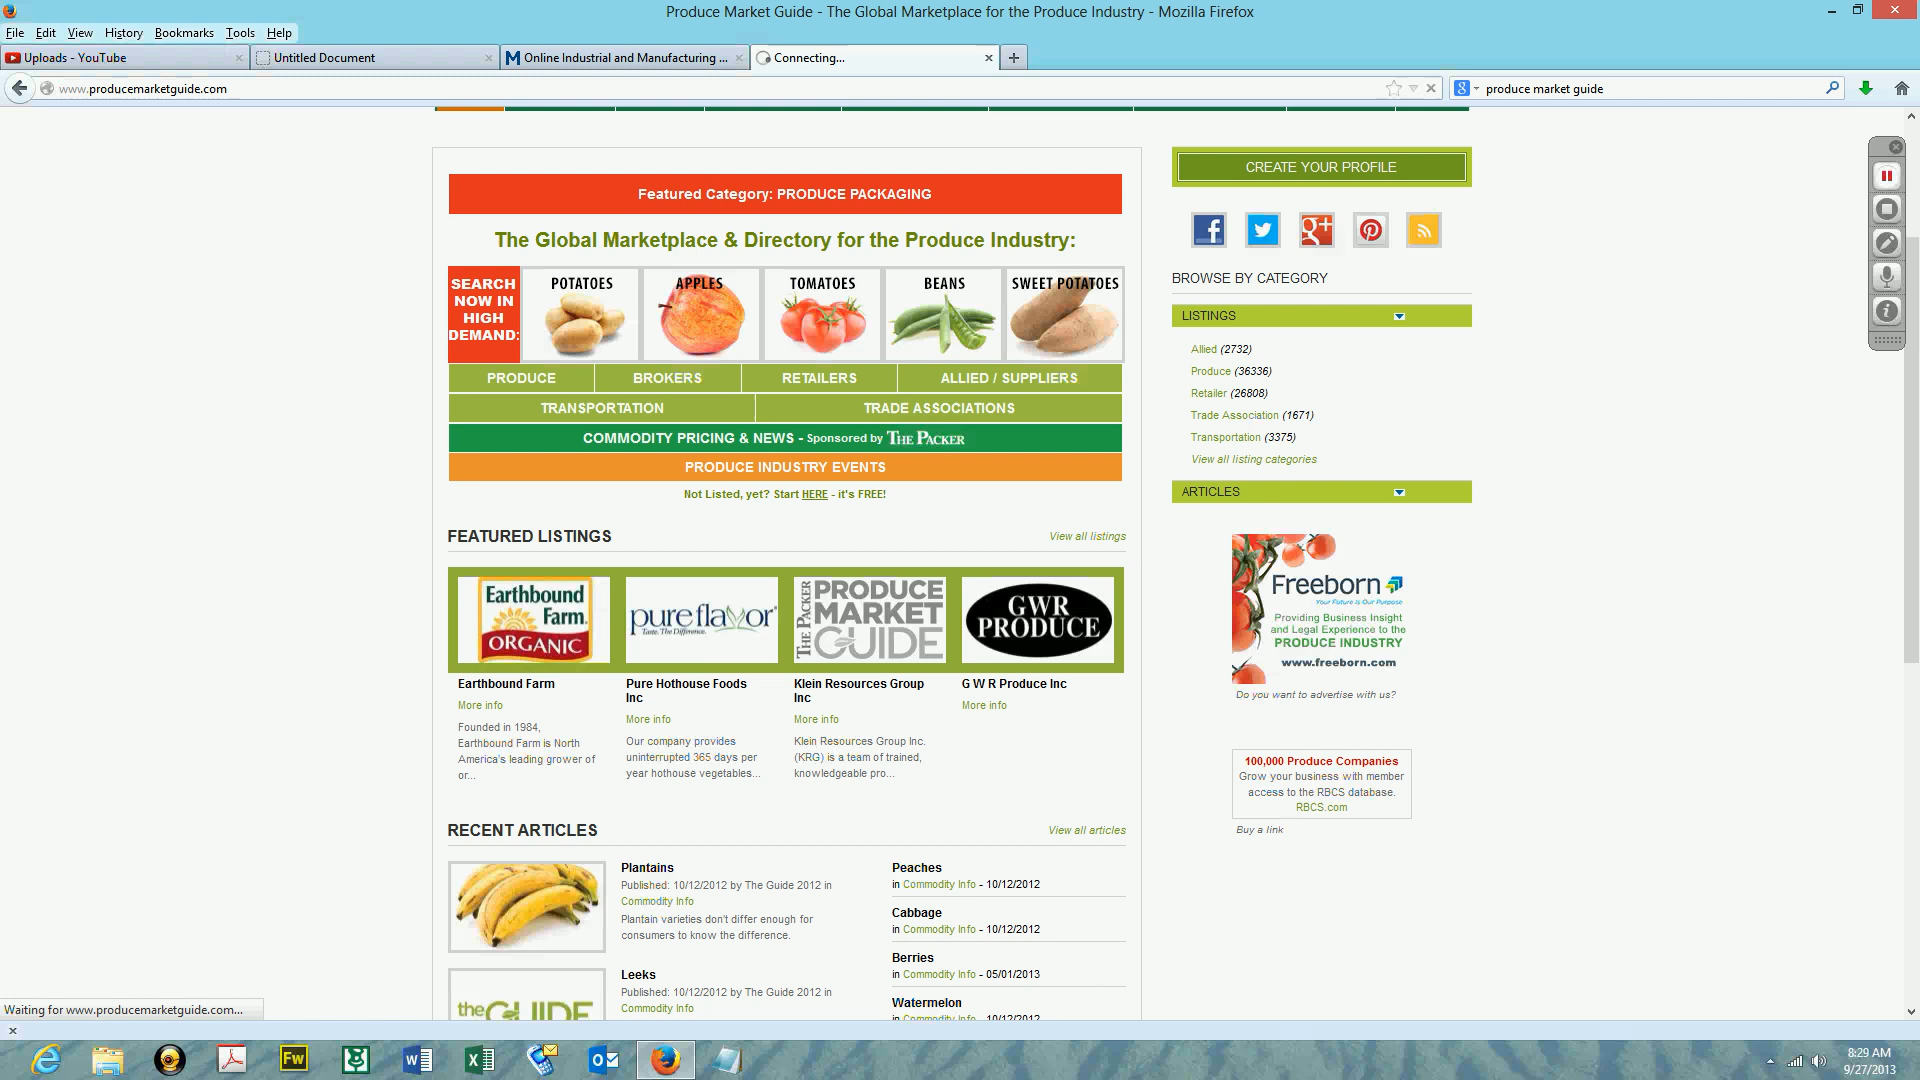 Produce Market Guide - The Global Marketplace for the Produce Industry - Mozilla Firefox
File Edit View History Bookmarks Tools Help
Uploads - YouTube
Untitled Document
Online Industrial and Manufacturing ...
Connecting...
www.producemarketguide.com
produce market guide
Featured Category: PRODUCE PACKAGING
The Global Marketplace & Directory for the Produce Industry:
SEARCH
NOW IN
HIGH
DEMAND:
POTATOES
APPLES
TOMATOES
BEANS
SWEET POTATOES
PRODUCE
BROKERS
RETAILERS
ALLIED / SUPPLIERS
TRANSPORTATION
TRADE ASSOCIATIONS
COMMODITY PRICING & NEWS - Sponsored by THE PACKER
PRODUCE INDUSTRY EVENTS
Not Listed, yet? Start HERE - it's FREE!
FEATURED LISTINGS
View all listings
Earthbound
Farm.
ORGANIC
Earthbound Farm
More info
Founded in 1984,
Earthbound Farm is North
America's leading grower of
or...
pureflavor
Taste. The Difference.
Pure Hothouse Foods
Inc
More info
Our company provides
uninterrupted 365 days per
year hothouse vegetables...
THE PACKER
PRODUCE
MARKET
GUIDE
Klein Resources Group
Inc
More info
Klein Resources Group Inc.
(KRG) is a team of trained,
knowledgeable pro...
GWR
PRODUCE
G W R Produce Inc
More info
RECENT ARTICLES
View all articles
Plantains
Published: 10/12/2012 by The Guide 2012 in
Commodity Info
Plantain varieties don't differ enough for
consumers to know the difference.
theGUIDE
Leeks
Published: 10/12/2012 by The Guide 2012 in
Commodity Info
Peaches
in Commodity Info - 10/12/2012
Cabbage
in Commodity Info - 10/12/2012
Berries
in Commodity Info - 05/01/2013
Watermelon
in Commodity Info - 10/12/2012
CREATE YOUR PROFILE
BROWSE BY CATEGORY
LISTINGS
Allied (2732)
Produce (36336)
Retailer (26808)
Trade Association (1671)
Transportation (3375)
View all listing categories
ARTICLES
Freeborn
Your Future Is Our Purpose
Providing Business Insight
and Legal Experience to the
PRODUCE INDUSTRY
www.freeborn.com
Do you want to advertise with us?
100,000 Produce Companies
Grow your business with member
access to the RBCS database.
RBCS.com
Buy a link
Waiting for www.producemarketguide.com...
Fw
8:29 AM
9/27/2013